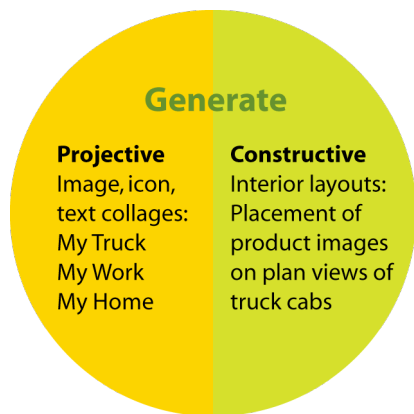 Generate
Projective
Image, icon,
text collages:
My Truck
My Work
My Home
Constructive
Interior layouts:
Placement of
product images
on plan views of
truck cabs